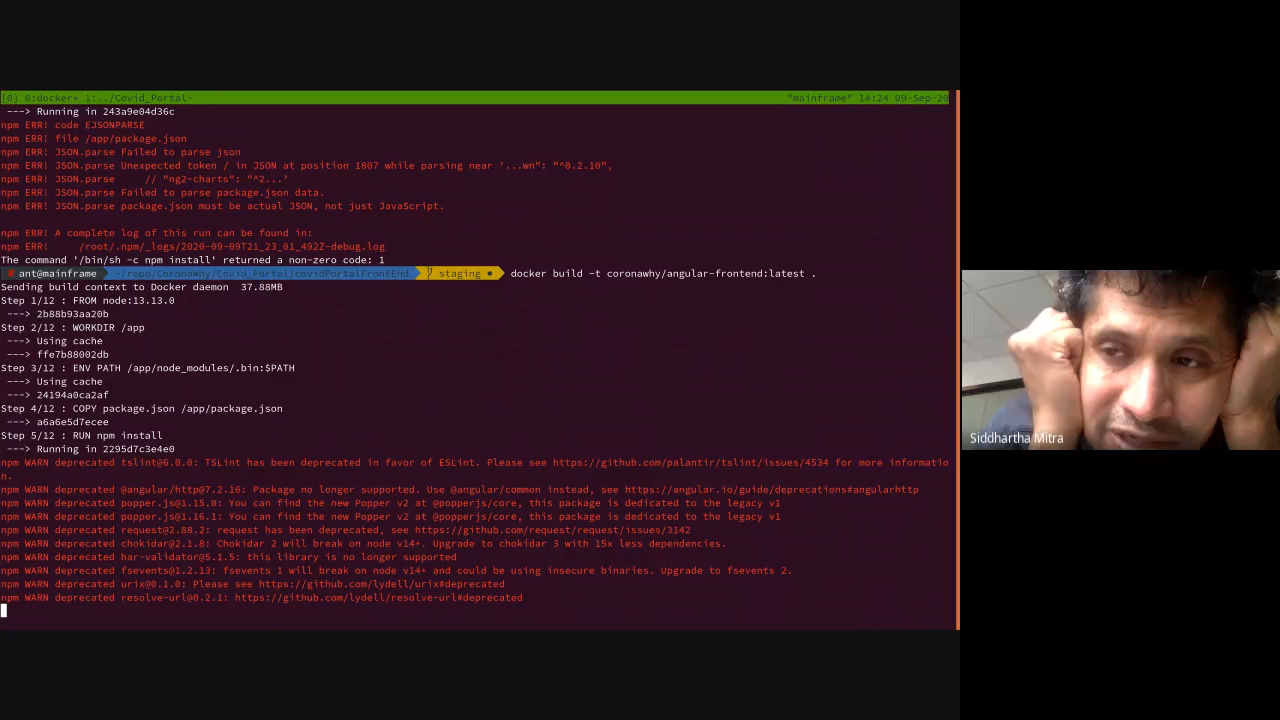 [0] 0:docker* 1:../Covid_Portal- "mainframe" 14:24 09-Sep-20
---> Running in 243a9e04d36c
npm ERR! code EJSONPARSE
npm ERR! file /app/package.json
npm ERR! JSON.parse Failed to parse json
npm ERR! JSON.parse Unexpected token / in JSON at position 1807 while parsing near '...wn": "^0.2.10",
npm ERR! JSON.parse     // "ng2-charts": "^2...'
npm ERR! JSON.parse Failed to parse package.json data.
npm ERR! JSON.parse package.json must be actual JSON, not just JavaScript.
npm ERR! A complete log of this run can be found in:
npm ERR!     /root/.npm/_logs/2020-09-09T21_23_01_492Z-debug.log
The command '/bin/sh -c npm install' returned a non-zero code: 1
ant@mainframe ~/repo/CoronaWhy/Covid_Portal/covidPortalFrontEnd staging ● docker build -t coronawhy/angular-frontend:latest .
Sending build context to Docker daemon  37.88MB
Step 1/12 : FROM node:13.13.0
---> 2b88b93aa20b
Step 2/12 : WORKDIR /app
---> Using cache
---> ffe7b88002db
Step 3/12 : ENV PATH /app/node_modules/.bin:$PATH
---> Using cache
---> 24194a0ca2af
Step 4/12 : COPY package.json /app/package.json
---> a6a6e5d7ecee
Step 5/12 : RUN npm install
---> Running in 2295d7c3e4e0
npm WARN deprecated tslint@6.0.0: TSLint has been deprecated in favor of ESLint. Please see https://github.com/palantir/tslint/issues/4534 for more informatio
n.
npm WARN deprecated @angular/http@7.2.16: Package no longer supported. Use @angular/common instead, see https://angular.io/guide/deprecations#angularhttp
npm WARN deprecated popper.js@1.15.0: You can find the new Popper v2 at @popperjs/core, this package is dedicated to the legacy v1
npm WARN deprecated popper.js@1.16.1: You can find the new Popper v2 at @popperjs/core, this package is dedicated to the legacy v1
npm WARN deprecated request@2.88.2: request has been deprecated, see https://github.com/request/request/issues/3142
npm WARN deprecated chokidar@2.1.8: Chokidar 2 will break on node v14+. Upgrade to chokidar 3 with 15x less dependencies.
npm WARN deprecated har-validator@5.1.5: this library is no longer supported
npm WARN deprecated fsevents@1.2.13: fsevents 1 will break on node v14+ and could be using insecure binaries. Upgrade to fsevents 2.
npm WARN deprecated urix@0.1.0: Please see https://github.com/lydell/urix#deprecated
npm WARN deprecated resolve-url@0.2.1: https://github.com/lydell/resolve-url#deprecated
Siddhartha Mitra